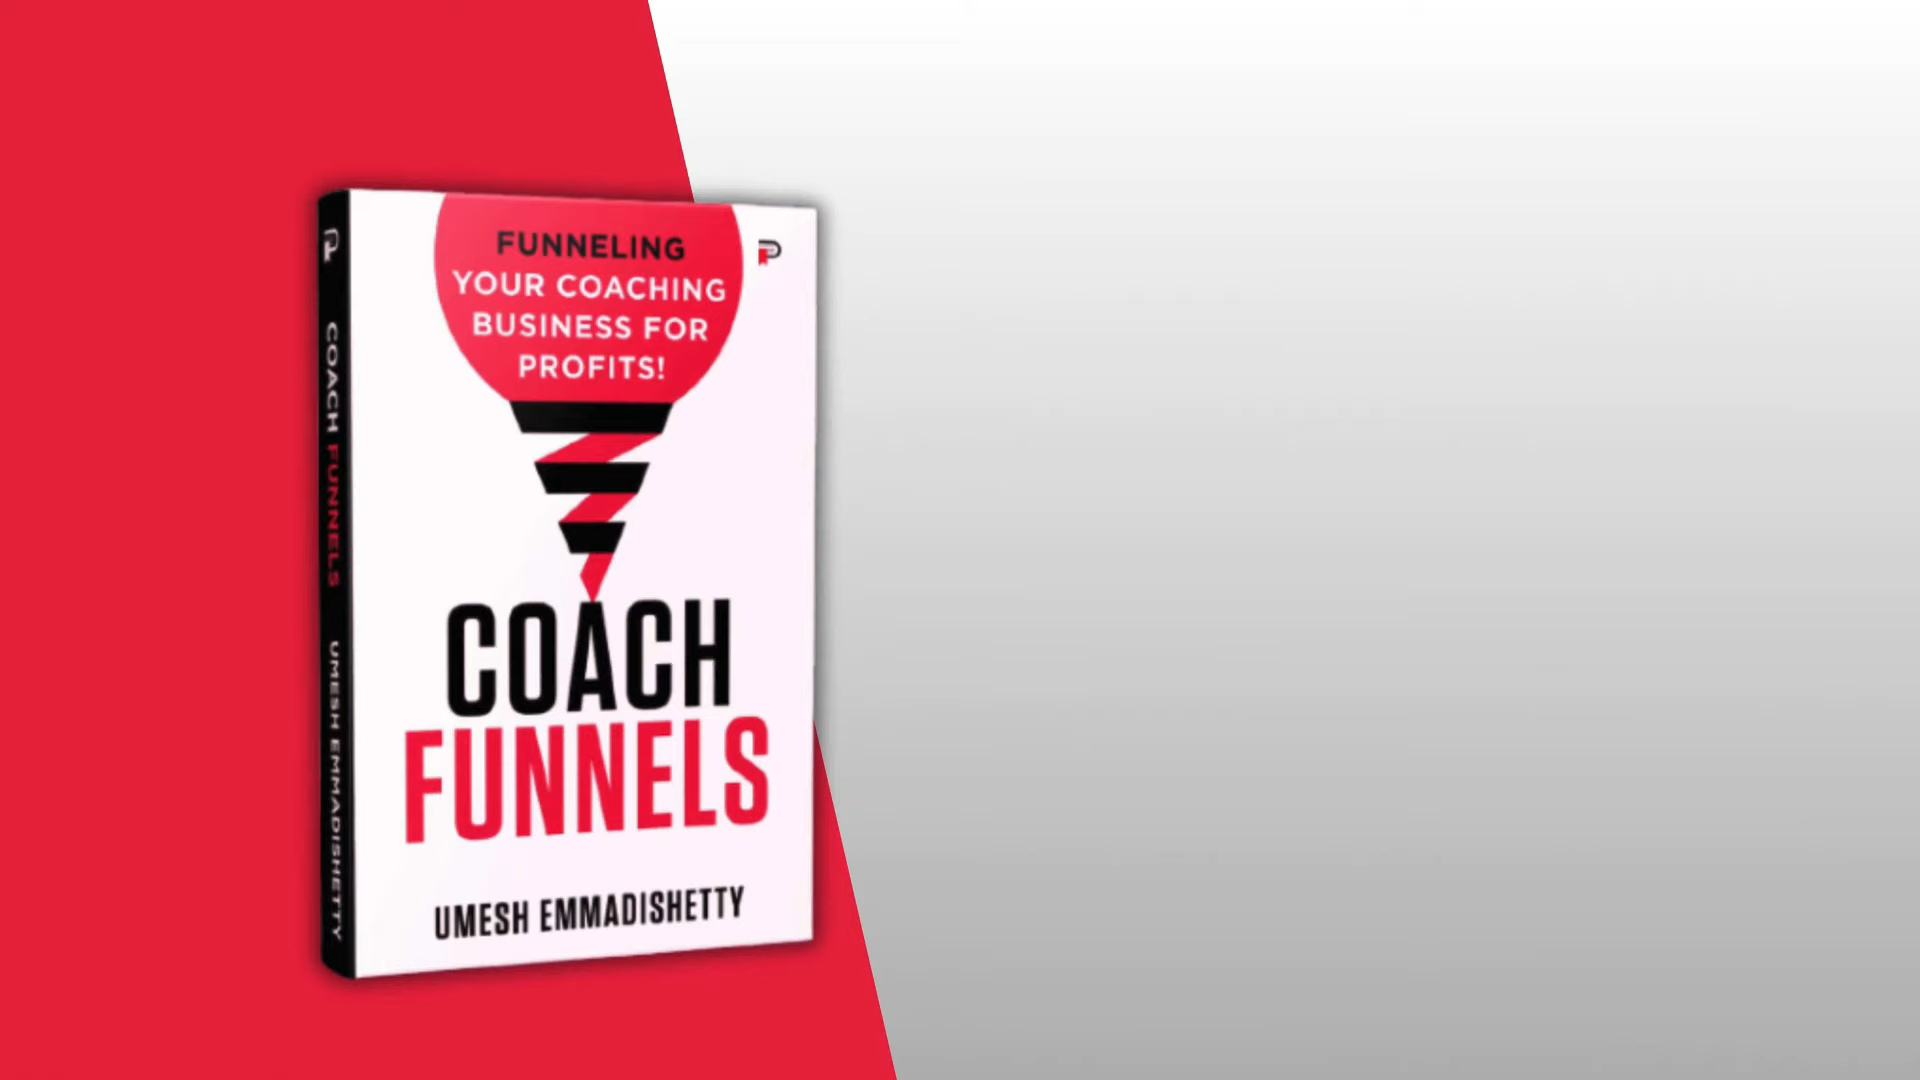 FUNNELING
YOUR COACHING
BUSINESS FOR
PROFITS!
COACH
FUNNELS
UMESH EMMADISHETTY
COACH FUNNELS
UMESH EMMADISHETTY